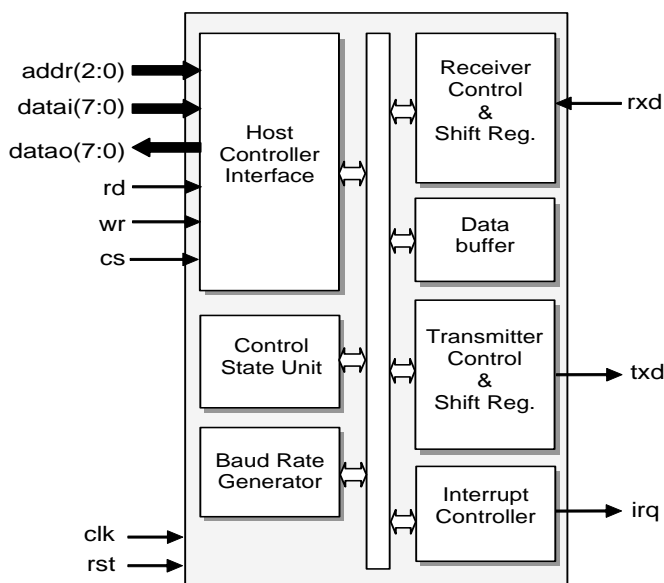 addr(2:0)
datai(7:0)
datao(7:0)
rd
wr
cs
clk
rst
Host
Controller
Interface
Control
State Unit
Baud Rate
Generator
Receiver
Control
&
Shift Reg.
Data
buffer
Transmitter
Control
&
Shift Reg.
Interrupt
Controller
rxd
txd
irq